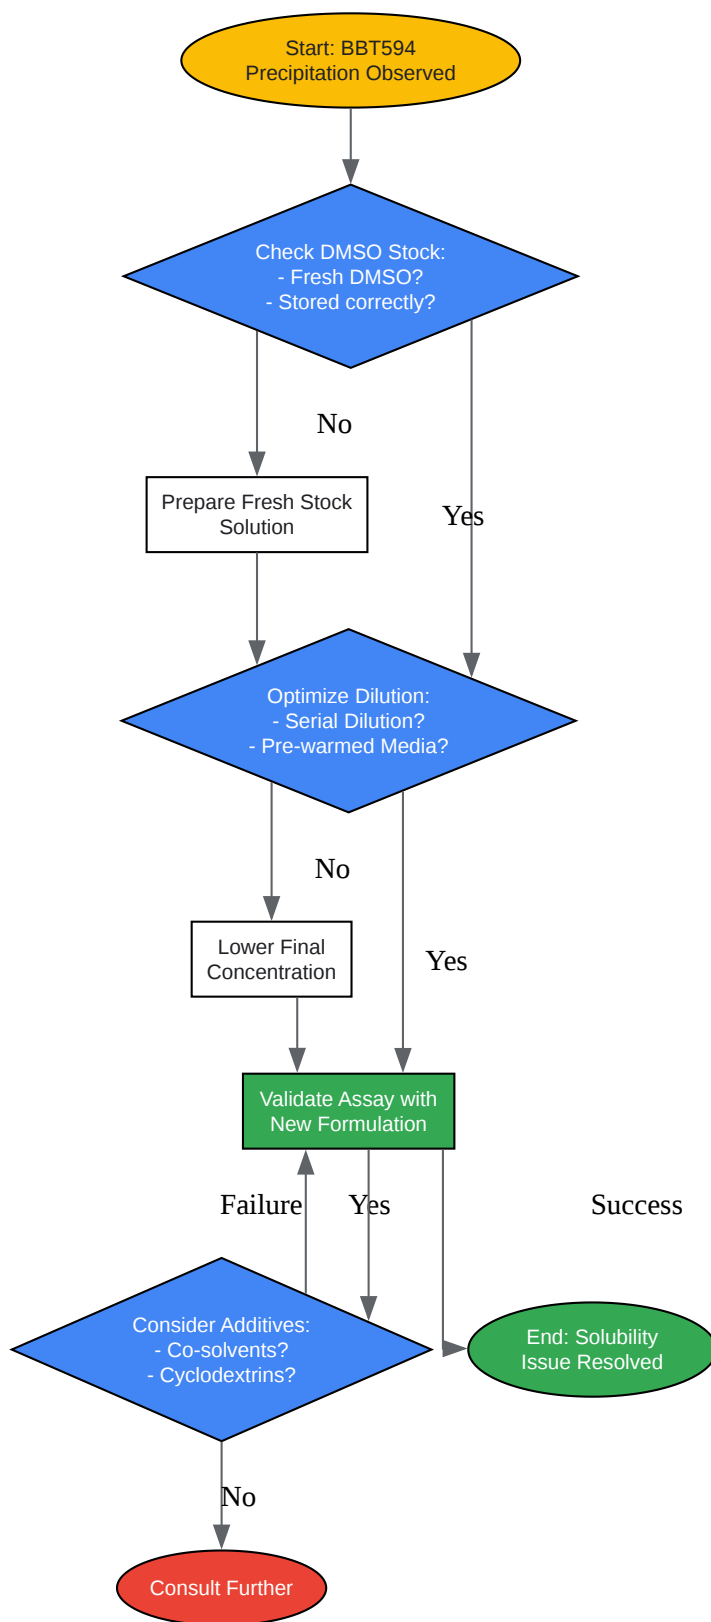 Start: BBT594
Precipitation Observed
Check DMSO Stock:
- Fresh DMSO?
- Stored correctly?
No
Prepare Fresh Stock
Solution
Yes
Optimize Dilution:
- Serial Dilution?
- Pre-warmed Media?
No
Lower Final
Concentration
Yes
Validate Assay with
New Formulation
Failure
Yes
Success
Consider Additives:
- Co-solvents?
- Cyclodextrins?
End: Solubility
Issue Resolved
No
Consult Further